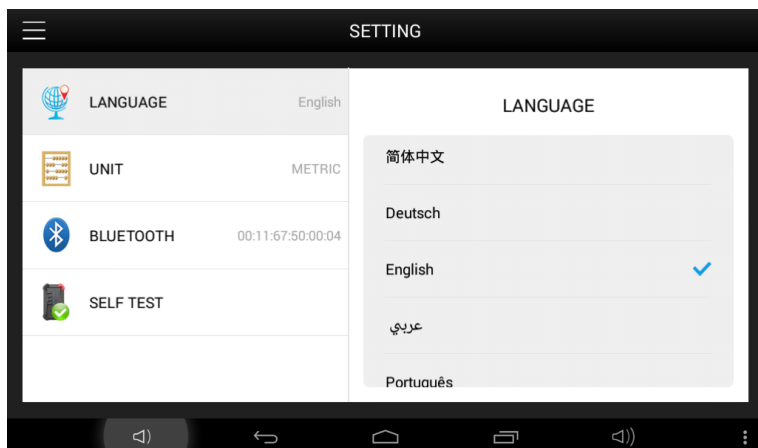 SETTING
LANGUAGE English
UNIT METRIC
BLUETOOTH 00:11:67:50:00:04
SELF TEST
LANGUAGE
简体中文
Deutsch
English
عربي
Português